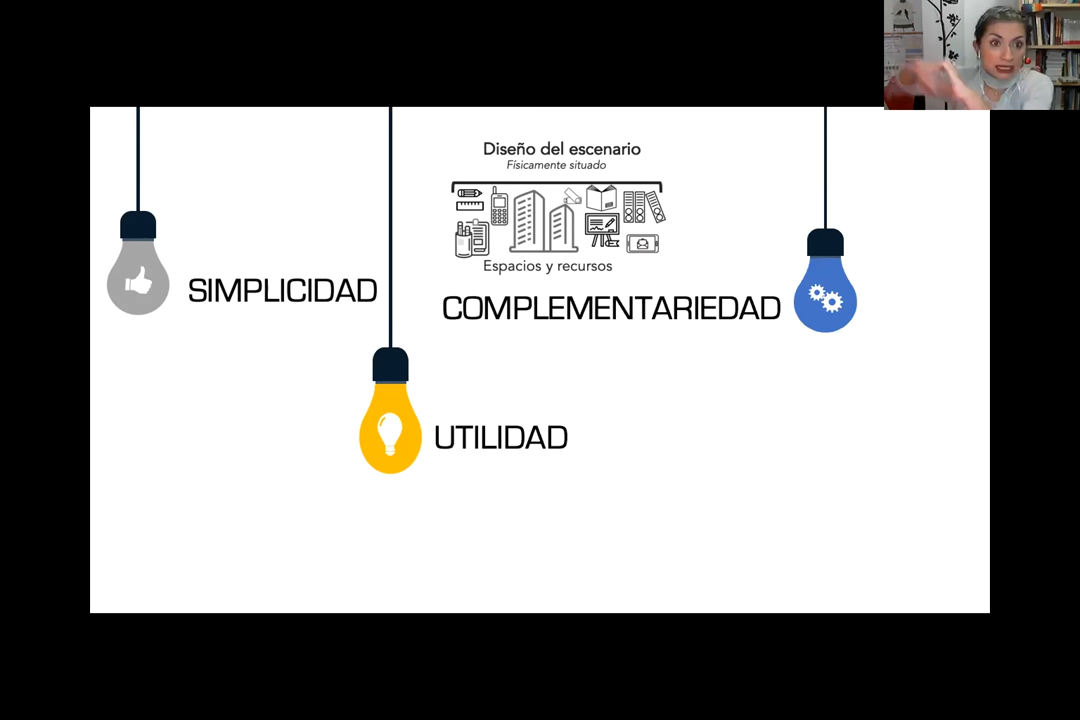 Diseño del escenario
Físicamente situado
Espacios y recursos
SIMPLICIDAD
COMPLEMENTARIEDAD
UTILIDAD